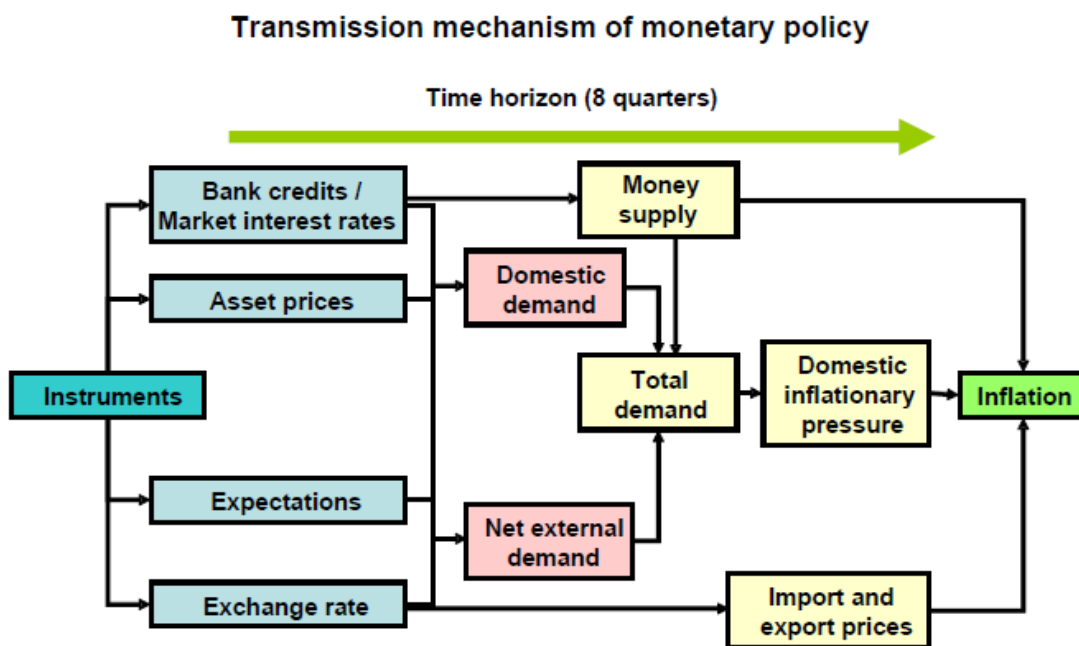 Transmission mechanism of monetary policy
Time horizon (8 quarters)
Bank credits /
Market interest rates
Money
supply
Asset prices
Domestic
demand
Instruments
Total
demand
Domestic
inflationary
pressure
Inflation
Expectations
Net external
demand
Exchange rate
Import and
export prices